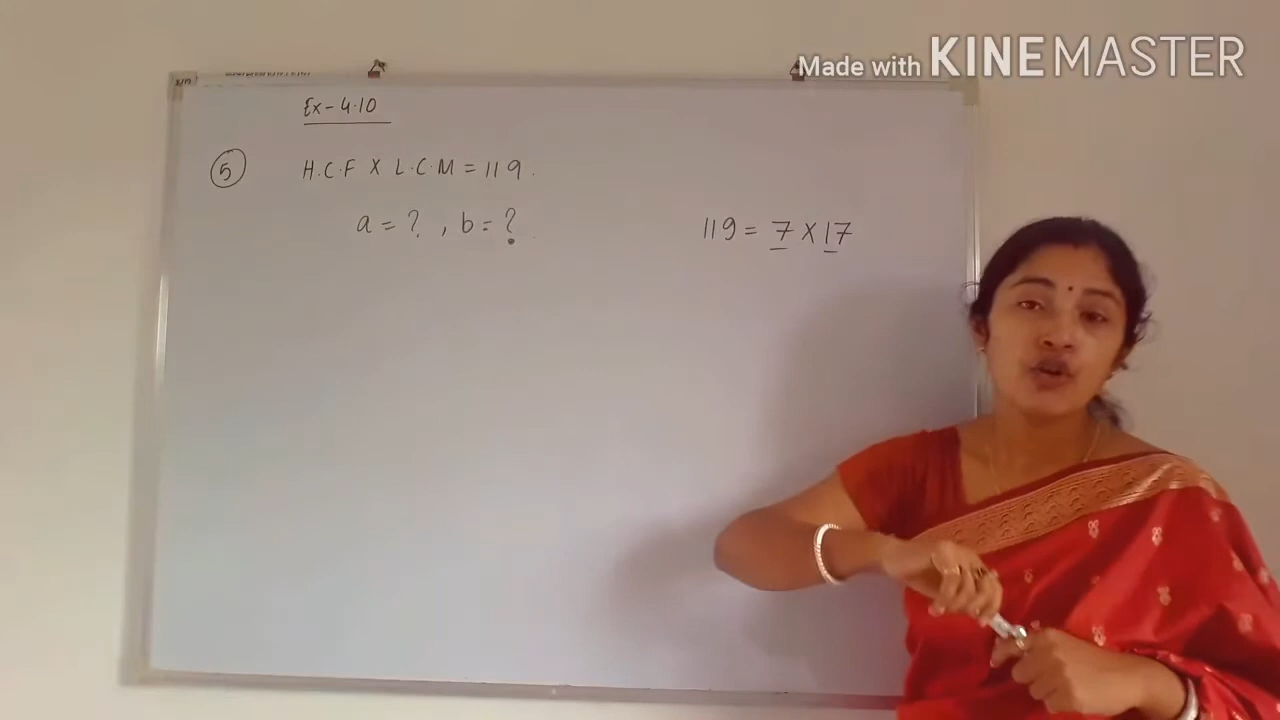 Made with KINEMASTER
Ex-4.10
5 H.C.F X L.C.M = 119.
a = ? , b = ?
119 = 7 X 17